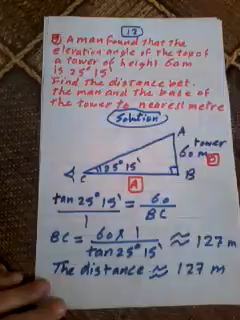 12
A man found that the
elevation angle of the top of
a tower of height 60 m
is 25° 15'
Find the distance bet.
the man and the base of
the tower to nearest metre
Solution
A
tower
60 m
25° 15'
C
B
A
tan 25° 15' / 1 = 60 / BC
BC = 60 x 1 / tan 25° 15' ≈ 127 m
The distance ≈ 127 m